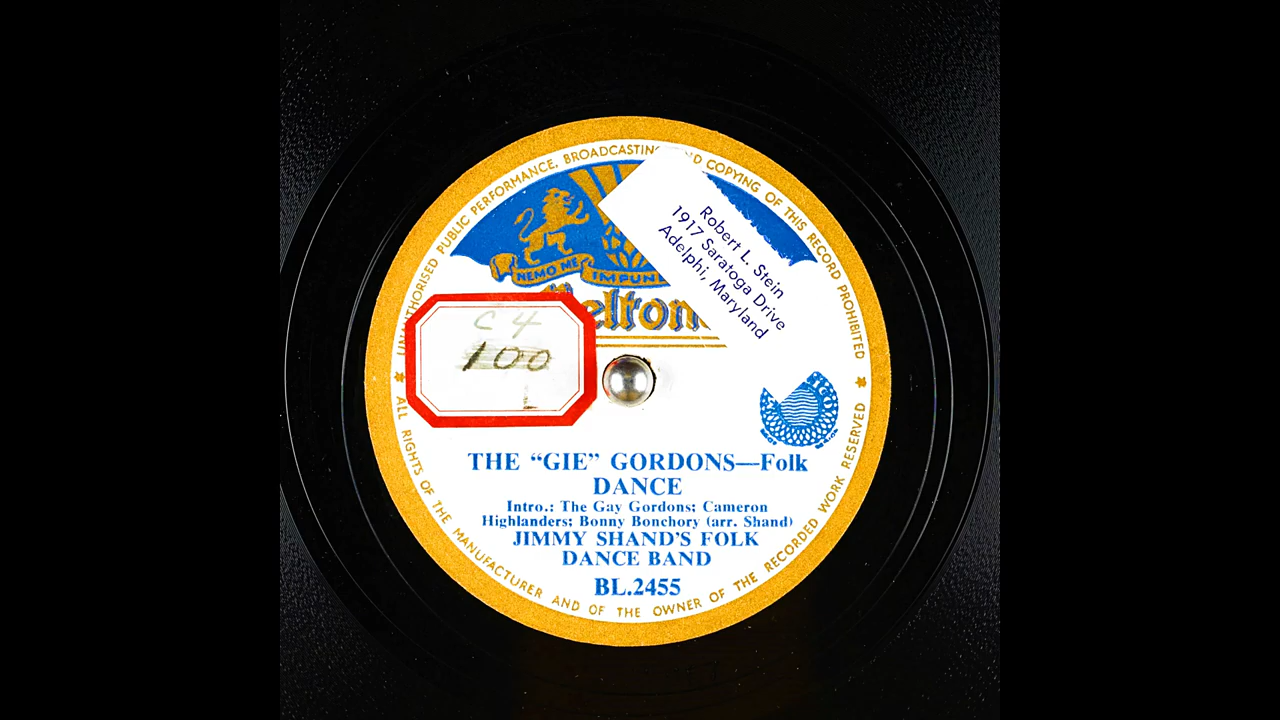 UNAUTHORISED PUBLIC PERFORMANCE, BROADCASTING AND COPYING OF THIS RECORD PROHIBITED
NEMO ME IMPUN
Beltona
Robert L. Stein
1917 Saratoga Drive
Adelphi, Maryland
C 4
100
L
THE “GIE” GORDONS—Folk
DANCE
Intro.: The Gay Gordons; Cameron
Highlanders; Bonny Bonchory (arr. Shand)
JIMMY SHAND'S FOLK
DANCE BAND
BL.2455
ALL RIGHTS OF THE MANUFACTURER AND OF THE OWNER OF THE RECORDED WORK RESERVED